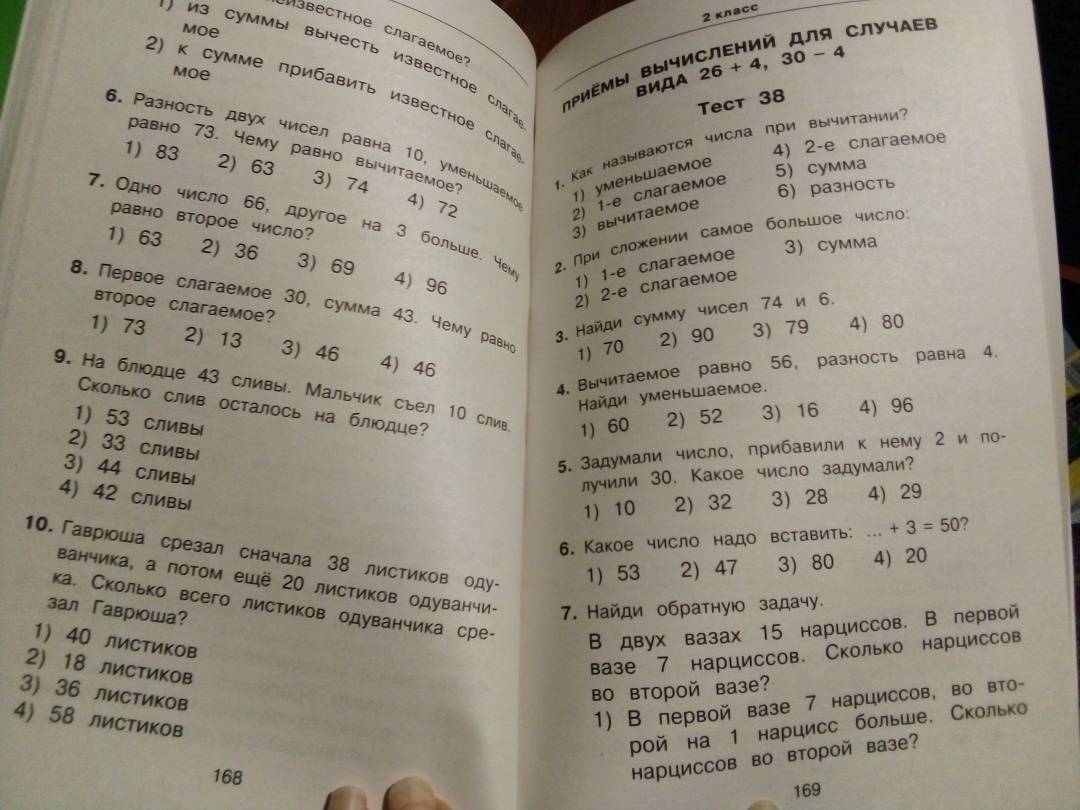 неизвестное слагаемое?
1) из суммы вычесть известное слагае-
мое
2) к сумме прибавить известное слагае-
мое
6. Разность двух чисел равна 10, уменьшаемое
равно 73. Чему равно вычитаемое?
1) 83 2) 63 3) 74 4) 72
7. Одно число 66, другое на 3 больше. Чему
равно второе число?
1) 63 2) 36 3) 69 4) 96
8. Первое слагаемое 30, сумма 43. Чему равно
второе слагаемое?
1) 73 2) 13 3) 46 4) 46
9. На блюдце 43 сливы. Мальчик съел 10 слив.
Сколько слив осталось на блюдце?
1) 53 сливы
2) 33 сливы
3) 44 сливы
4) 42 сливы
10. Гаврюша срезал сначала 38 листиков оду-
ванчика, а потом ещё 20 листиков одуванчи-
ка. Сколько всего листиков одуванчика сре-
зал Гаврюша?
1) 40 листиков
2) 18 листиков
3) 36 листиков
4) 58 листиков
168
2 класс
ПРИЁМЫ ВЫЧИСЛЕНИЙ ДЛЯ СЛУЧАЕВ
ВИДА 26 + 4, 30 – 4
Тест 38
1. Как называются числа при вычитании?
1) уменьшаемое 4) 2-е слагаемое
2) 1-е слагаемое 5) сумма
3) вычитаемое 6) разность
2. При сложении самое большое число:
1) 1-е слагаемое 3) сумма
2) 2-е слагаемое
3. Найди сумму чисел 74 и 6.
1) 70 2) 90 3) 79 4) 80
4. Вычитаемое равно 56, разность равна 4.
Найди уменьшаемое.
1) 60 2) 52 3) 16 4) 96
5. Задумали число, прибавили к нему 2 и по-
лучили 30. Какое число задумали?
1) 10 2) 32 3) 28 4) 29
6. Какое число надо вставить: ... + 3 = 50?
1) 53 2) 47 3) 80 4) 20
7. Найди обратную задачу.
В двух вазах 15 нарциссов. В первой
вазе 7 нарциссов. Сколько нарциссов
во второй вазе?
1) В первой вазе 7 нарциссов, во вто-
рой на 1 нарцисс больше. Сколько
нарциссов во второй вазе?
169